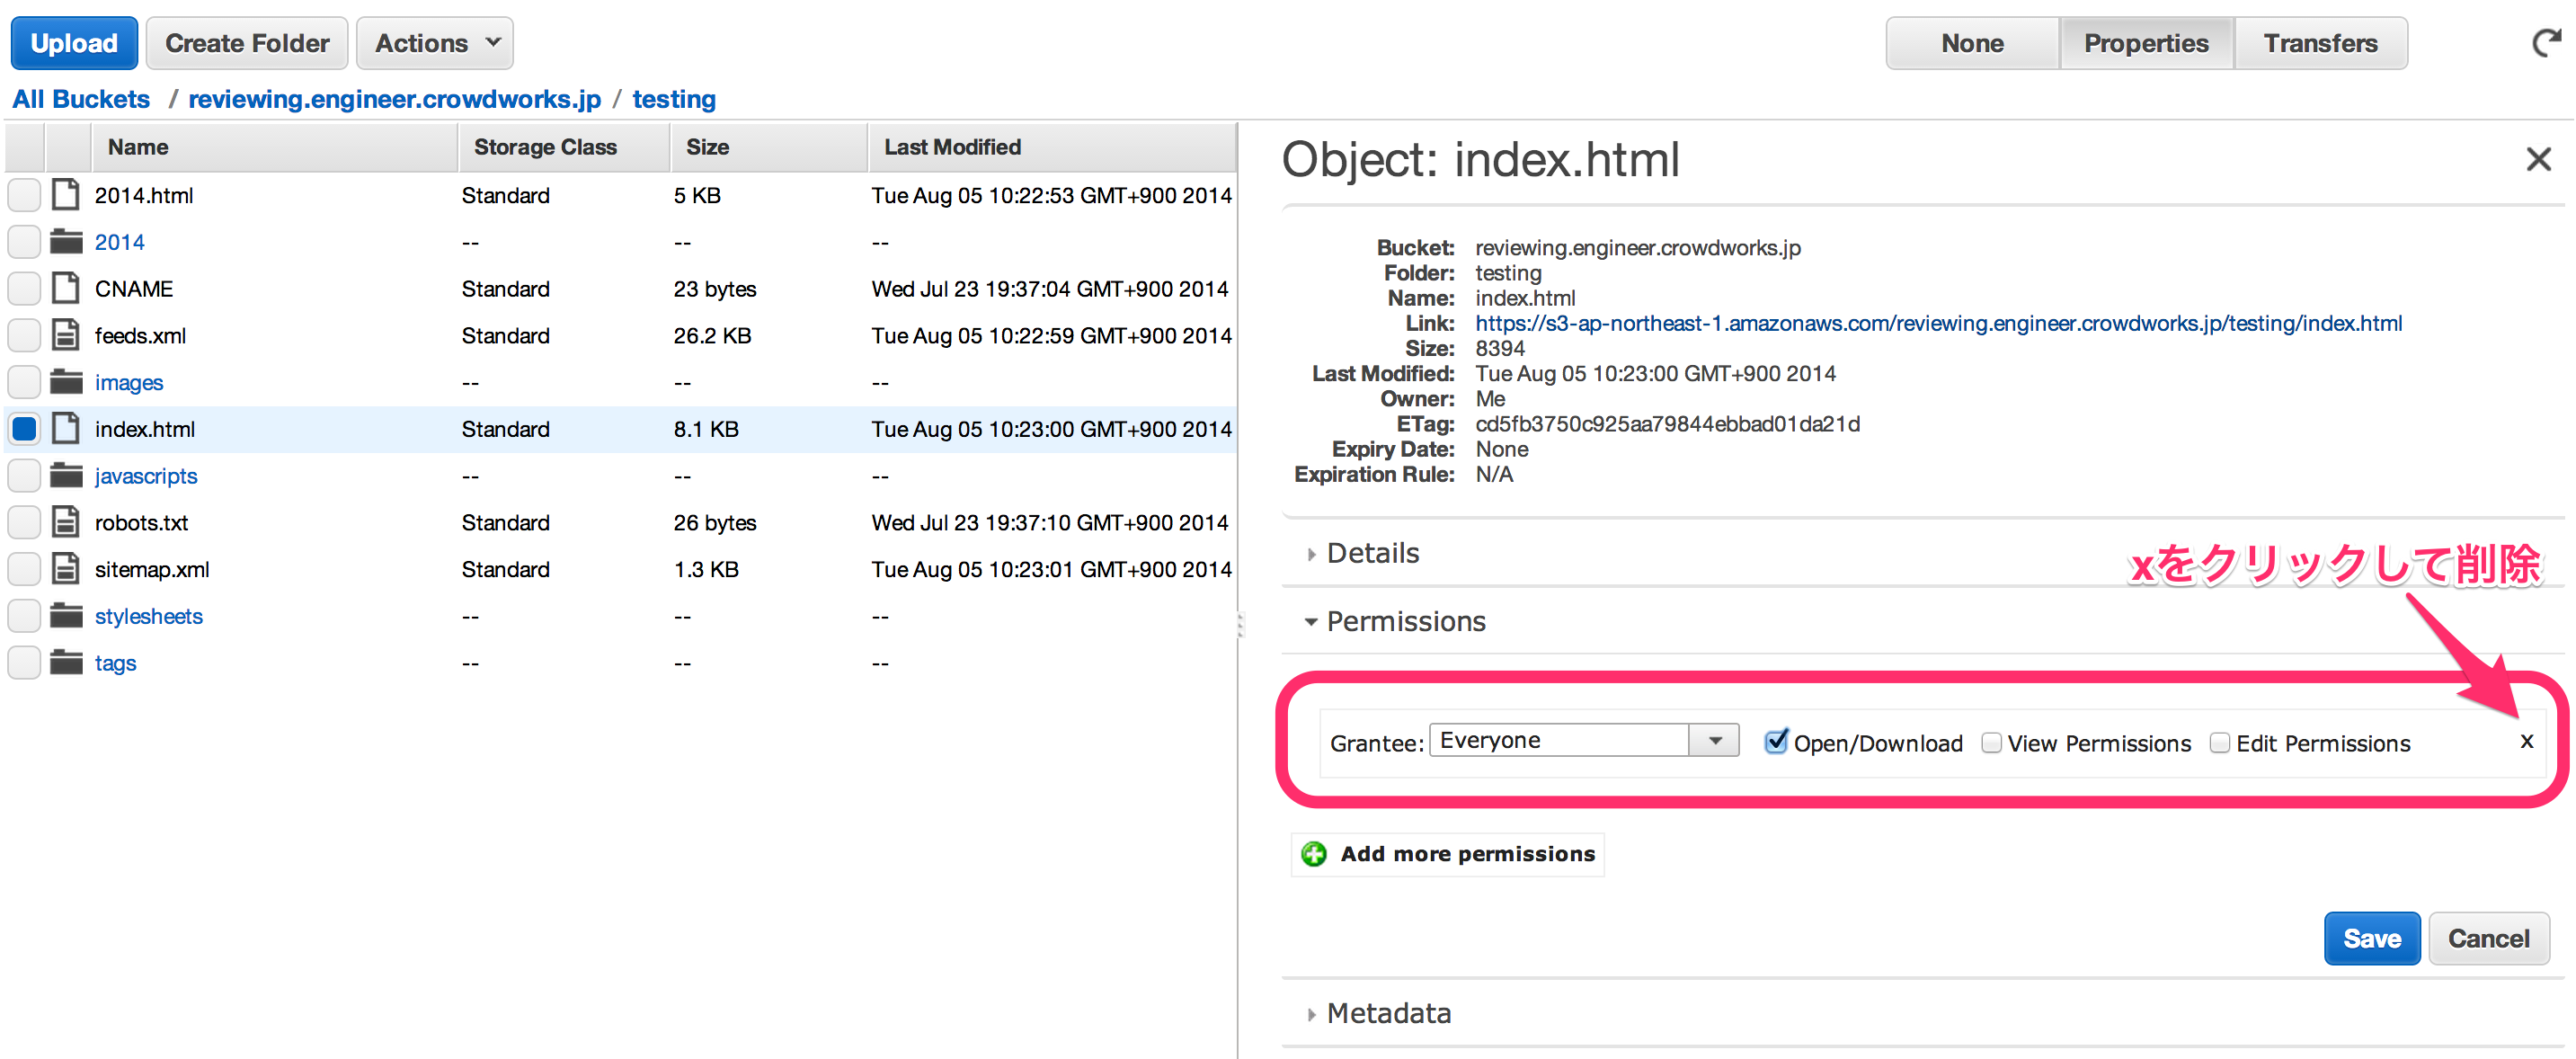 Upload Create Folder Actions None Properties Transfers
All Buckets / reviewing.engineer.crowdworks.jp / testing
Name Storage Class Size Last Modified
2014.html Standard 5 KB Tue Aug 05 10:22:53 GMT+900 2014
2014 -- -- --
CNAME Standard 23 bytes Wed Jul 23 19:37:04 GMT+900 2014
feeds.xml Standard 26.2 KB Tue Aug 05 10:22:59 GMT+900 2014
images -- -- --
index.html Standard 8.1 KB Tue Aug 05 10:23:00 GMT+900 2014
javascripts -- -- --
robots.txt Standard 26 bytes Wed Jul 23 19:37:10 GMT+900 2014
sitemap.xml Standard 1.3 KB Tue Aug 05 10:23:01 GMT+900 2014
stylesheets -- -- --
tags -- -- --
Object: index.html
Bucket: reviewing.engineer.crowdworks.jp
Folder: testing
Name: index.html
Link: https://s3-ap-northeast-1.amazonaws.com/reviewing.engineer.crowdworks.jp/testing/index.html
Size: 8394
Last Modified: Tue Aug 05 10:23:00 GMT+900 2014
Owner: Me
ETag: cd5fb3750c925aa79844ebbad01da21d
Expiry Date: None
Expiration Rule: N/A
Details
xをクリックして削除
Permissions
Grantee: Everyone Open/Download View Permissions Edit Permissions x
Add more permissions
Save Cancel
Metadata